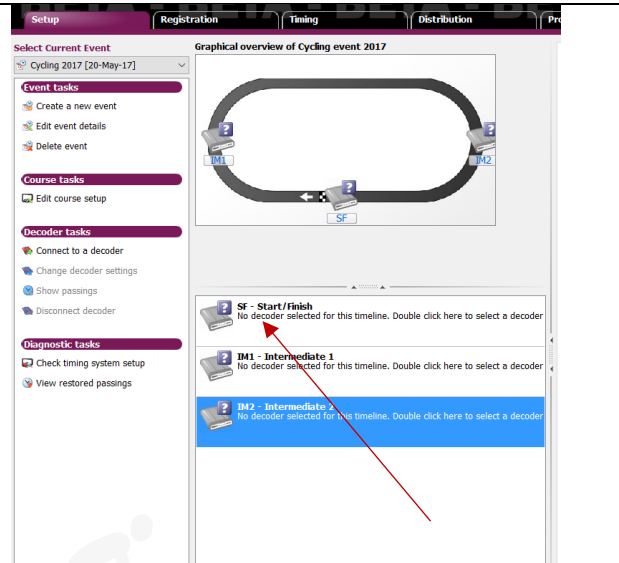 BETA - BETA - BETA - BETA - BE
Setup
Registration
Timing
Distribution
Select Current Event
Cycling 2017 [20-May-17]
Event tasks
Create a new event
Edit event details
Delete event
Course tasks
Edit course setup
Decoder tasks
Connect to a decoder
Change decoder settings
Show passings
Disconnect decoder
Diagnostic tasks
Check timing system setup
View restored passings
Graphical overview of Cycling event 2017
?
IM1
?
IM2
?
SF
?
SF - Start/Finish
No decoder selected for this timeline. Double click here to select a decoder
?
IM1 - Intermediate 1
No decoder selected for this timeline. Double click here to select a decoder
?
IM2 - Intermediate 2
No decoder selected for this timeline. Double click here to select a decoder